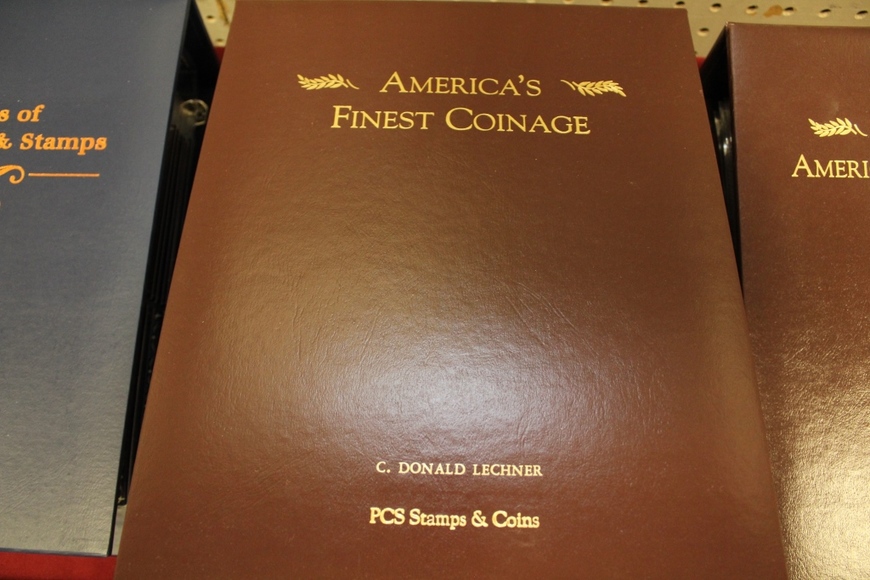 s of
& Stamps
AMERICA'S
FINEST COINAGE
C. DONALD LECHNER
PCS Stamps & Coins
AMERI